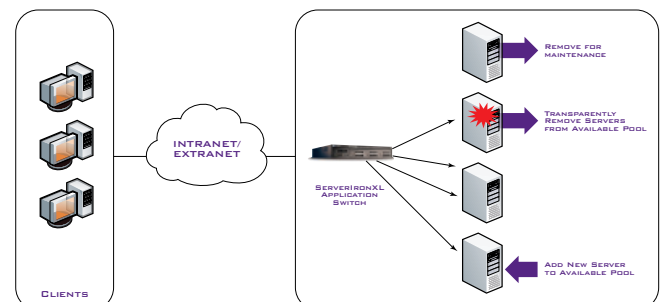 REMOVE FOR
MAINTENANCE
TRANSPARENTLY
REMOVE SERVERS
FROM AVAILABLE POOL
INTRANET/
EXTRANET
SERVERIRONXL
APPLICATION
SWITCH
ADD NEW SERVER
TO AVAILABLE POOL
CLIENTS